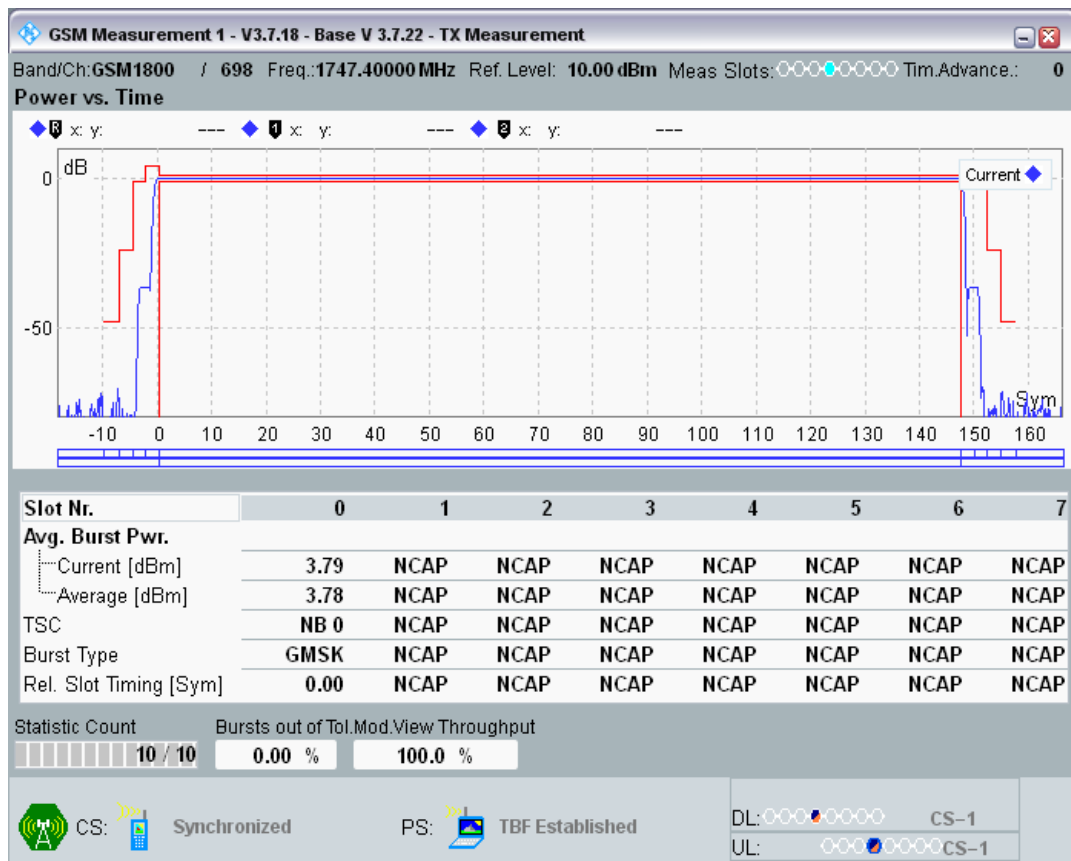 GSM Measurement 1 - V3.7.18 - Base V 3.7.22 - TX Measurement
Band/Ch:GSM1800 / 698 Freq.:1747.40000 MHz Ref. Level: 10.00 dBm Meas Slots: Tim.Advance.: 0
Power vs. Time
R x: y: --- 1 x: y: --- 2 x: y: ---
dB
Current
0
-50
Sym
-10 0 10 20 30 40 50 60 70 80 90 100 110 120 130 140 150 160
Slot Nr. 0 1 2 3 4 5 6 7
Avg. Burst Pwr.
Current [dBm] 3.79 NCAP NCAP NCAP NCAP NCAP NCAP NCAP
Average [dBm] 3.78 NCAP NCAP NCAP NCAP NCAP NCAP NCAP
TSC NB 0 NCAP NCAP NCAP NCAP NCAP NCAP NCAP
Burst Type GMSK NCAP NCAP NCAP NCAP NCAP NCAP NCAP
Rel. Slot Timing [Sym] 0.00 NCAP NCAP NCAP NCAP NCAP NCAP NCAP
Statistic Count Bursts out of Tol.Mod.View Throughput
10 / 10 0.00 % 100.0 %
CS: Synchronized PS: TBF Established
DL: CS-1
UL: CS-1